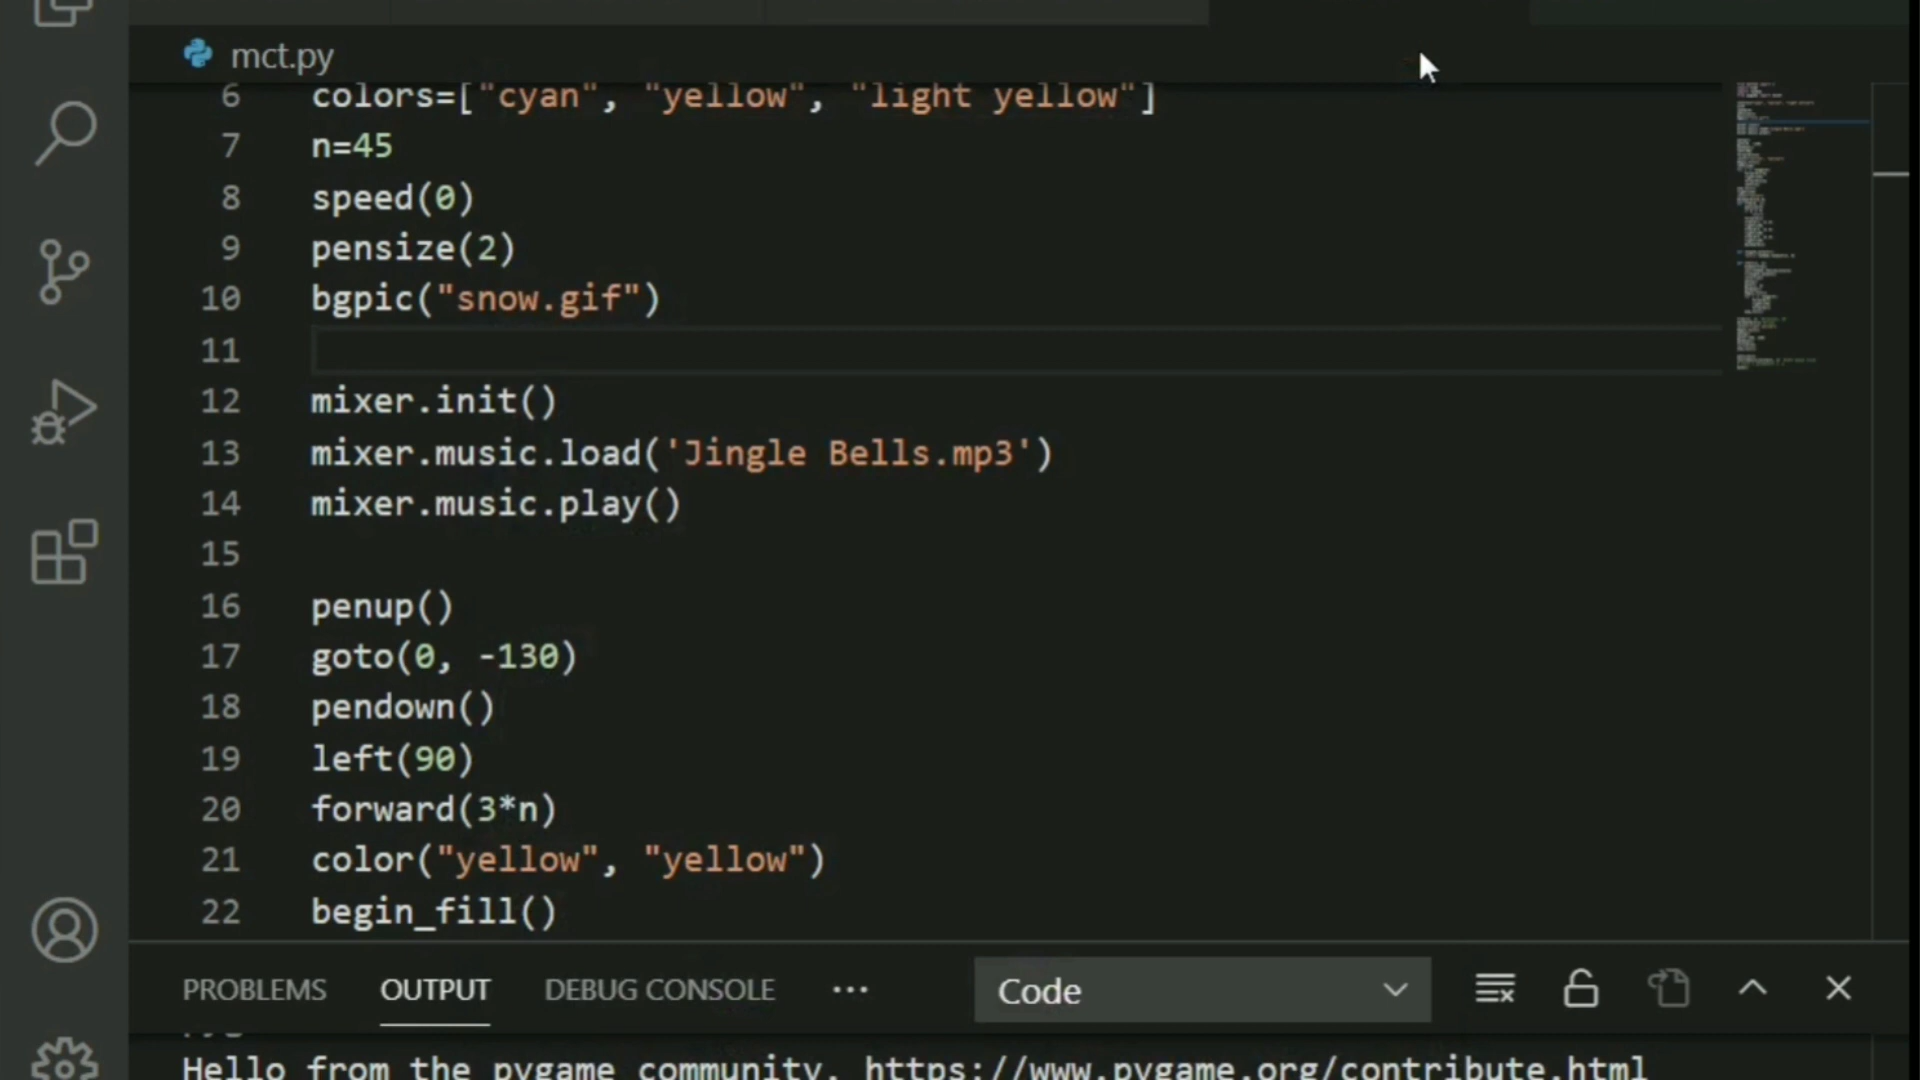 mct.py
6 colors=["cyan", "yellow", "light yellow"]
7 n=45
8 speed(0)
9 pensize(2)
10 bgpic("snow.gif")
11
12 mixer.init()
13 mixer.music.load('Jingle Bells.mp3')
14 mixer.music.play()
15
16 penup()
17 goto(0, -130)
18 pendown()
19 left(90)
20 forward(3*n)
21 color("yellow", "yellow")
22 begin_fill()
PROBLEMS OUTPUT DEBUG CONSOLE ··· Code
Hello from the pygame community. https://www.pygame.org/contribute.html